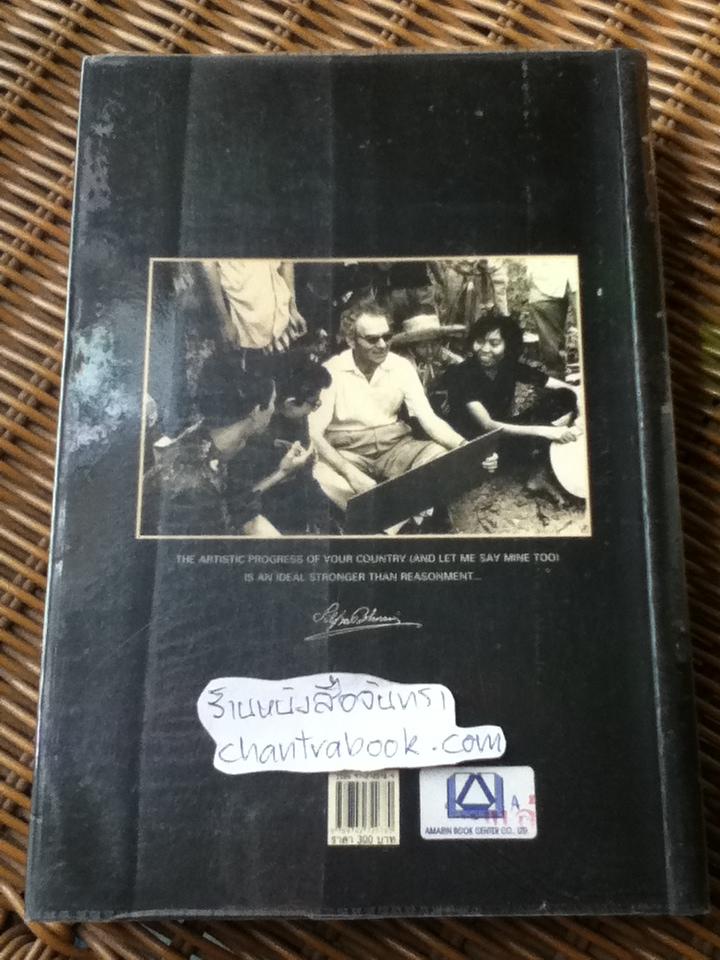 THE ARTISTIC PROGRESS OF YOUR COUNTRY (AND LET ME SAY MINE TOO)
IS AN IDEAL STRONGER THAN REASONMENT...
ร้านหนังสือจันทรา
chantrabook.com
ราคา 300 บาท
A
AMARIN BOOK CENTER CO., LTD.